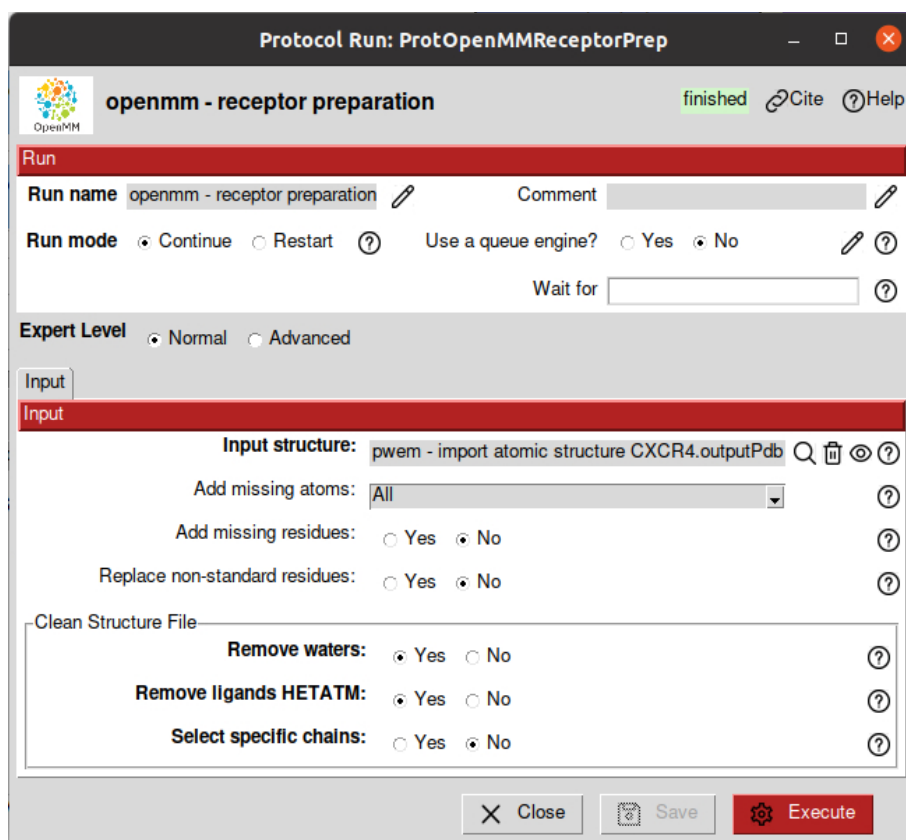 Protocol Run: ProtOpenMMReceptorPrep
OpenMM
openmm - receptor preparation
finished
Cite
Help
Run
Run name openmm - receptor preparation Comment
Run mode Continue Restart Use a queue engine? Yes No
Wait for
Expert Level Normal Advanced
Input
Input
Input structure: pwem - import atomic structure CXCR4.outputPdb
Add missing atoms: All
Add missing residues: Yes No
Replace non-standard residues: Yes No
Clean Structure File
Remove waters: Yes No
Remove ligands HETATM: Yes No
Select specific chains: Yes No
Close Save Execute